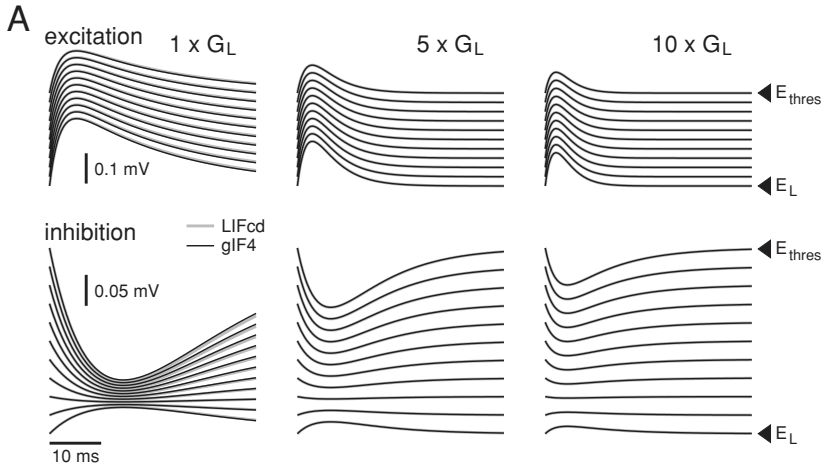 A
excitation
1 x G_L
5 x G_L
10 x G_L
E_thres
0.1 mV
E_L
inhibition
LIFcd
gIF4
E_thres
0.05 mV
E_L
10 ms